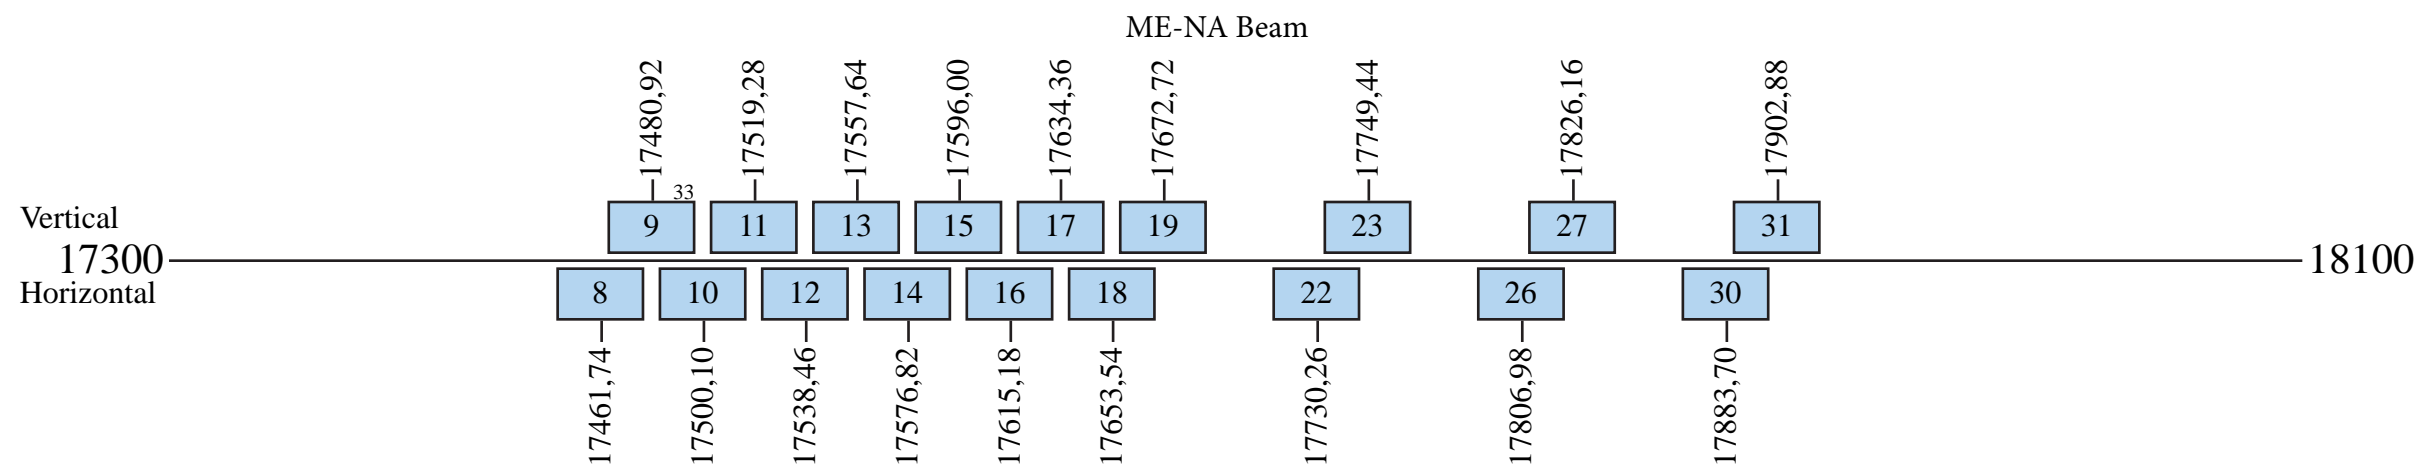 ME-NA Beam
17480,92 17519,28 17557,64 17596,00 17634,36 17672,72 17749,44 17826,16 17902,88
33
Vertical 9 11 13 15 17 19 23 27 31
17300 18100
Horizontal 8 10 12 14 16 18 22 26 30
17461,74 17500,10 17538,46 17576,82 17615,18 17653,54 17730,26 17806,98 17883,70